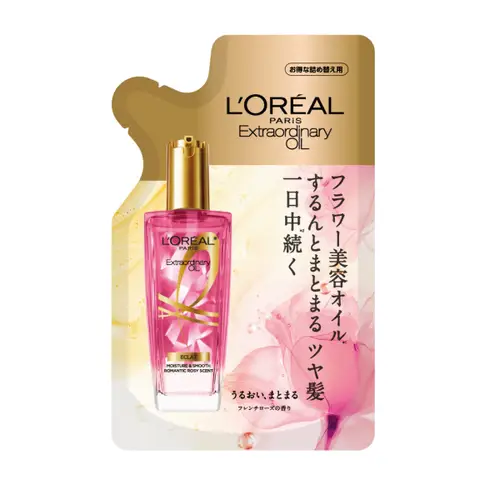 お得な詰め替え用
L'ORÉAL
PARIS
Extraordinary
OIL
フラワー美容オイル
するんとまとまる ツヤ髪
一日中続く
L'ORÉAL
PARIS
Extraordinary
OIL
ECLAT
MOISTURE & SMOOTH
ROMANTIC ROSY SCENT
うるおい、まとまる
フレンチローズの香り